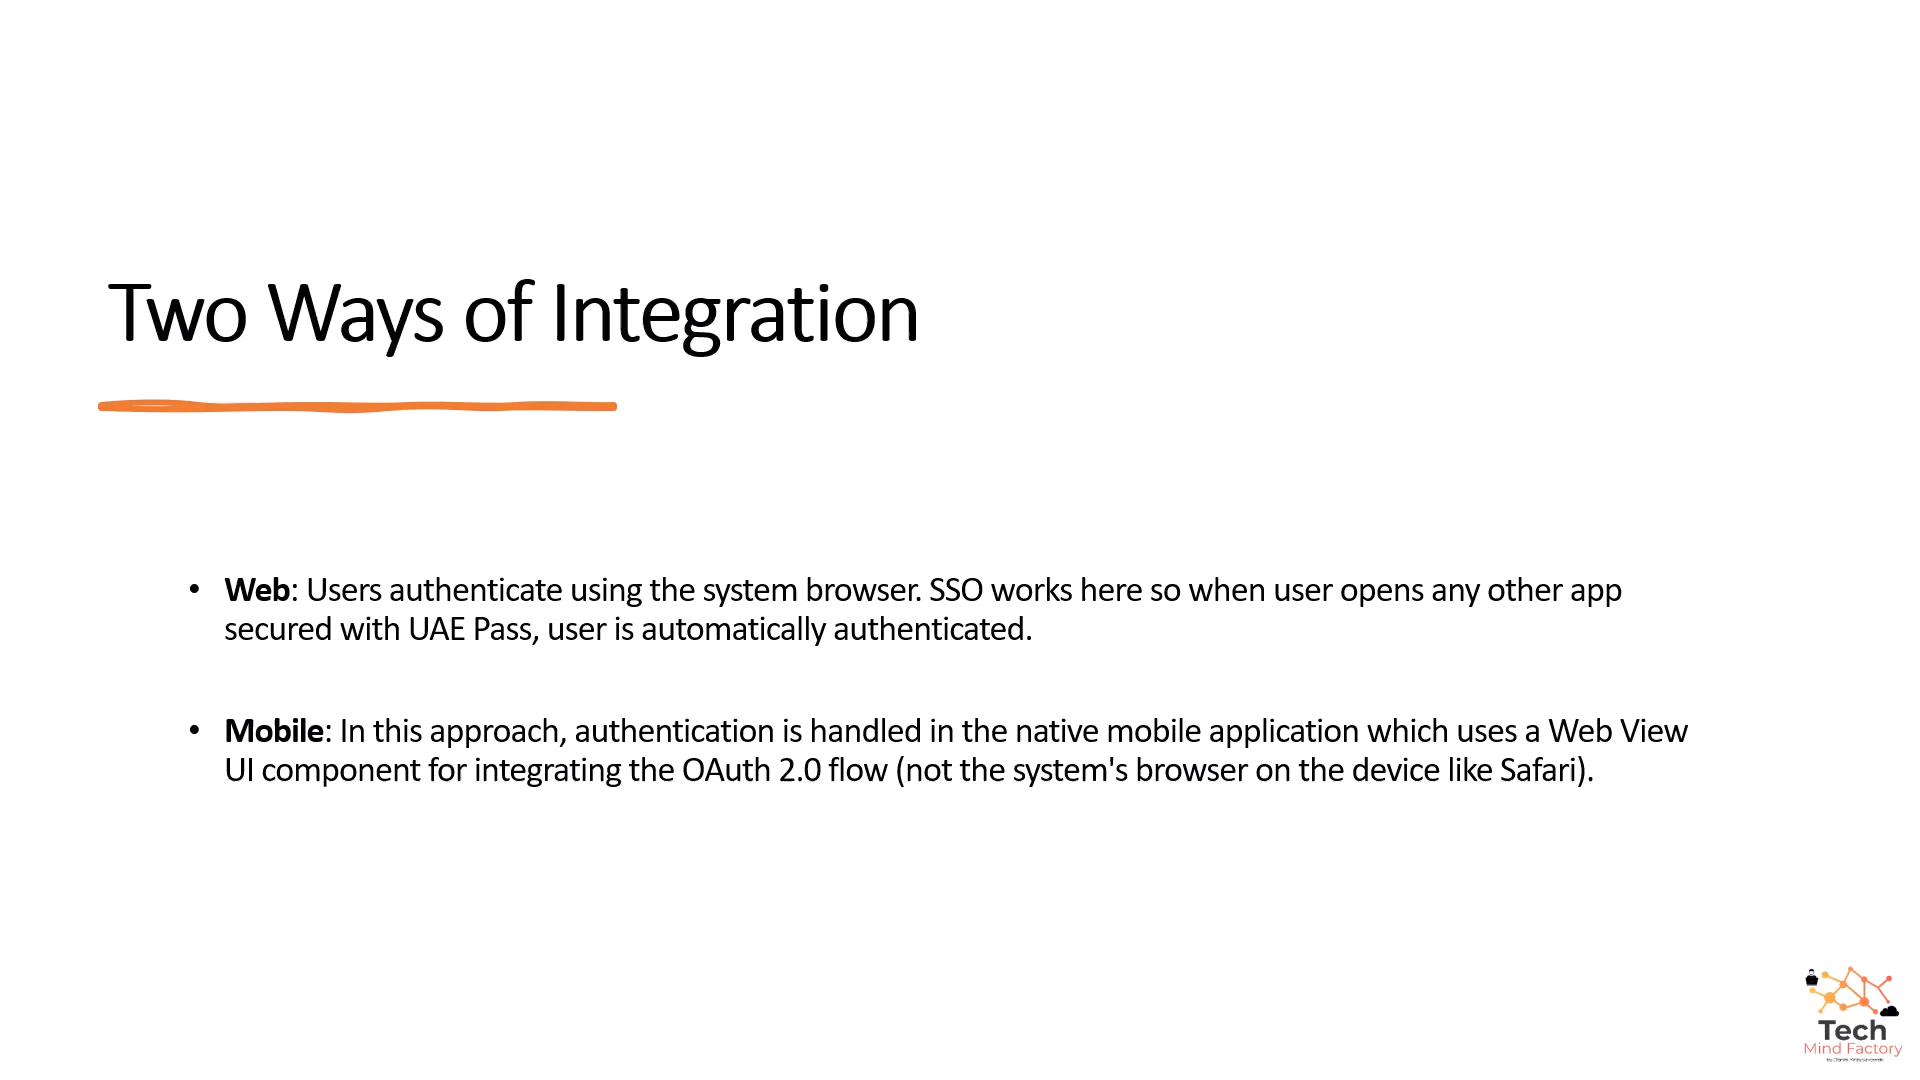 Two Ways of Integration
• Web: Users authenticate using the system browser. SSO works here so when user opens any other app
secured with UAE Pass, user is automatically authenticated.
• Mobile: In this approach, authentication is handled in the native mobile application which uses a Web View
UI component for integrating the OAuth 2.0 flow (not the system's browser on the device like Safari).
Tech
Mind Factory